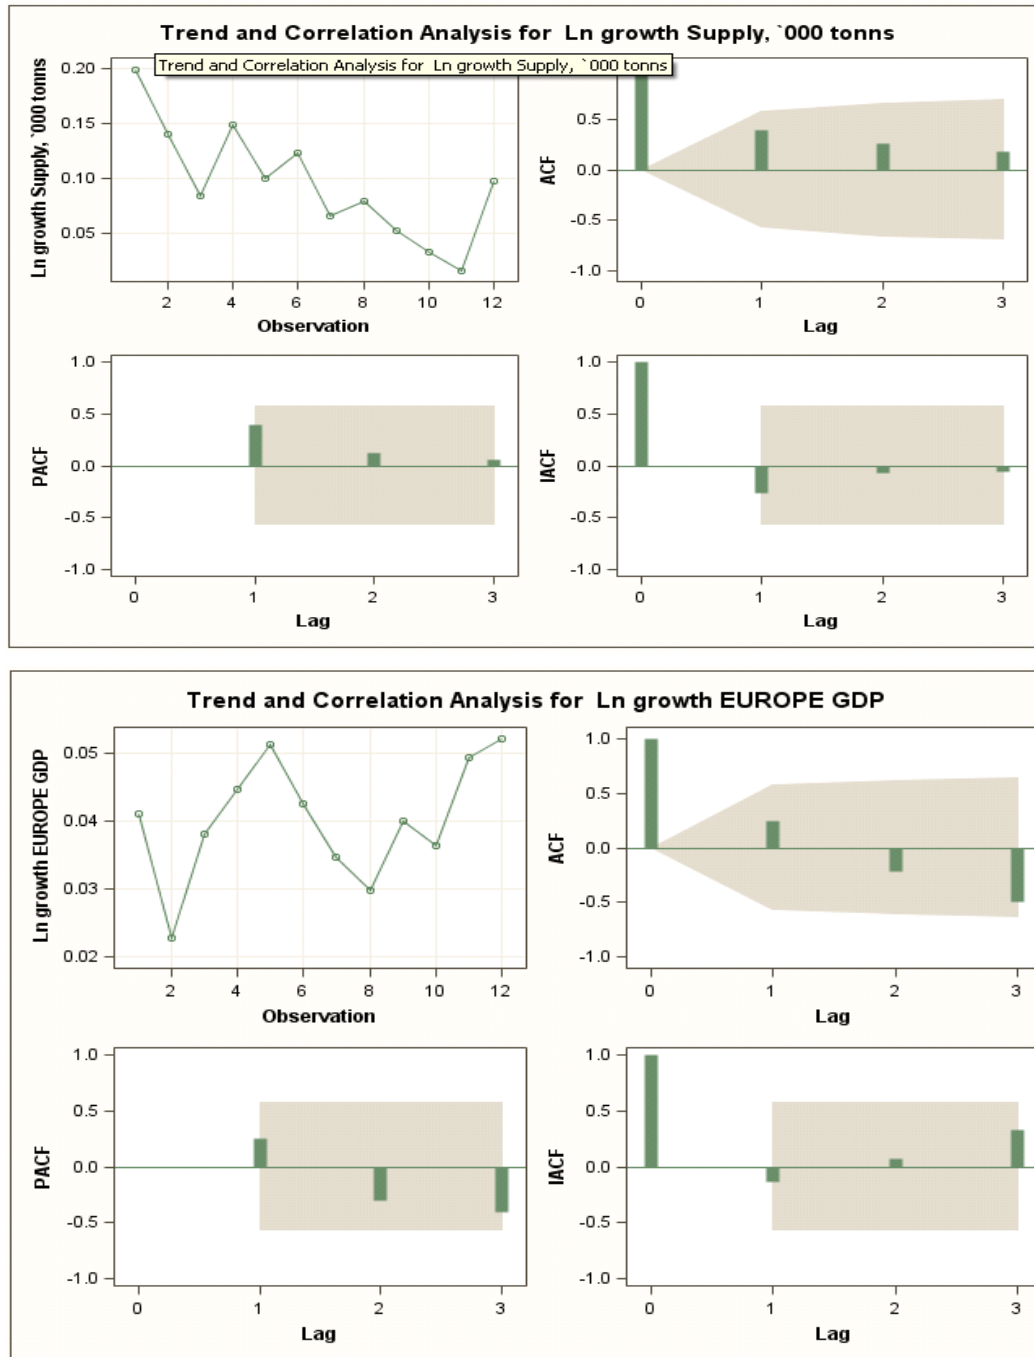 Trend and Correlation Analysis for Ln growth Supply, `000 tonns
Trend and Correlation Analysis for Ln growth Supply, `000 tonns
Ln growth Supply, `000 tonns
0.20
0.15
0.10
0.05
2 4 6 8 10 12
Observation
ACF
0.5
0.0
-0.5
-1.0
0 1 2 3
Lag
PACF
1.0
0.5
0.0
-0.5
-1.0
0 1 2 3
Lag
IACF
1.0
0.5
0.0
-0.5
-1.0
0 1 2 3
Lag
Trend and Correlation Analysis for Ln growth EUROPE GDP
Ln growth EUROPE GDP
0.05
0.04
0.03
0.02
2 4 6 8 10 12
Observation
ACF
1.0
0.5
0.0
-0.5
-1.0
0 1 2 3
Lag
PACF
1.0
0.5
0.0
-0.5
-1.0
0 1 2 3
Lag
IACF
1.0
0.5
0.0
-0.5
-1.0
0 1 2 3
Lag